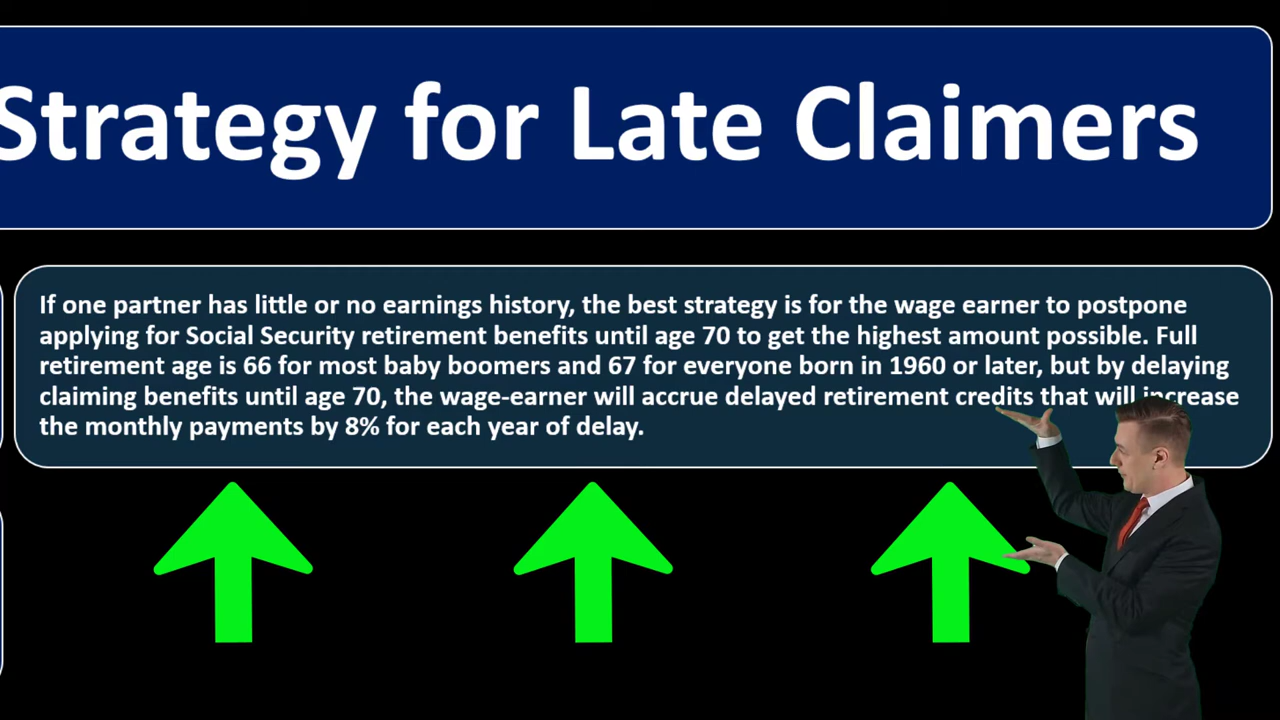 Strategy for Late Claimers
If one partner has little or no earnings history, the best strategy is for the wage earner to postpone
applying for Social Security retirement benefits until age 70 to get the highest amount possible. Full
retirement age is 66 for most baby boomers and 67 for everyone born in 1960 or later, but by delaying
claiming benefits until age 70, the wage-earner will accrue delayed retirement credits that will increase
the monthly payments by 8% for each year of delay.